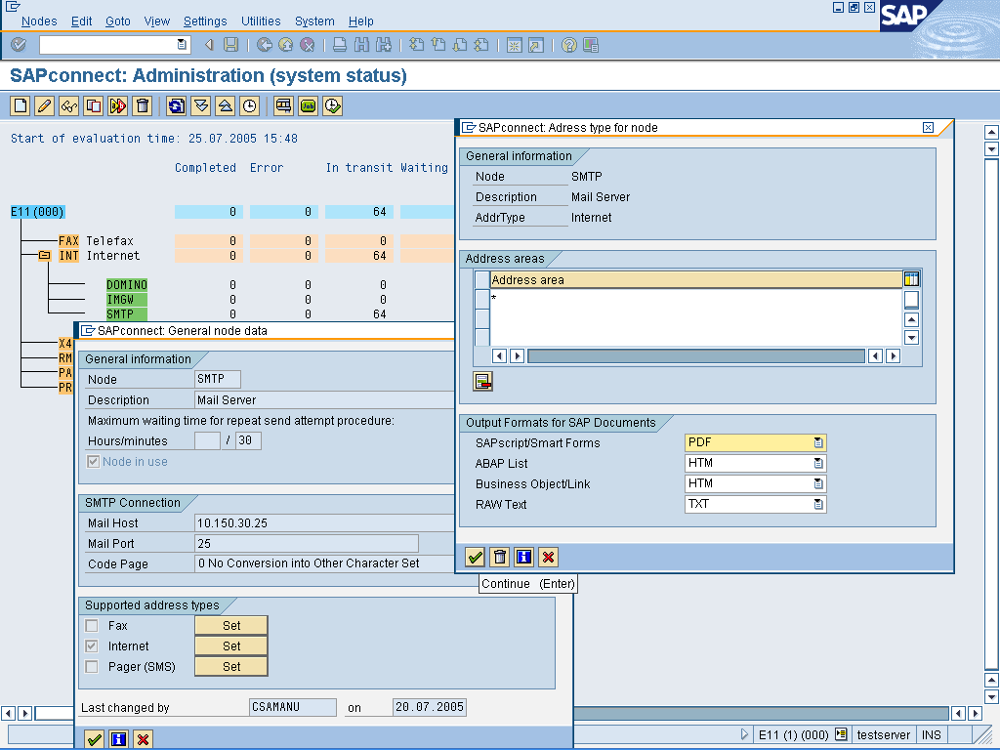 Nodes Edit Goto View Settings Utilities System Help
SAP
SAPconnect: Administration (system status)
Job
Start of evaluation time: 25.07.2005 15:48
Completed Error In transit Waiting
E11 (000) 0 0 64
FAX Telefax 0 0 0
INT Internet 0 0 64
DOMINO 0 0 0
IMGW 0 0 0
SMTP 0 0 64
X4
RM
PA
PR
SAPconnect: General node data
General information
Node SMTP
Description Mail Server
Maximum waiting time for repeat send attempt procedure:
Hours/minutes / 30
Node in use
SMTP Connection
Mail Host 10.150.30.25
Mail Port 25
Code Page 0 No Conversion into Other Character Set
Supported address types
Fax Set
Internet Set
Pager (SMS) Set
Last changed by CSAMANU on 20.07.2005
SAPconnect: Adress type for node
General information
Node SMTP
Description Mail Server
AddrType Internet
Address areas
Address area
*
Output Formats for SAP Documents
SAPscript/Smart Forms PDF
ABAP List HTM
Business Object/Link HTM
RAW Text TXT
Continue (Enter)
E11 (1) (000) testserver INS